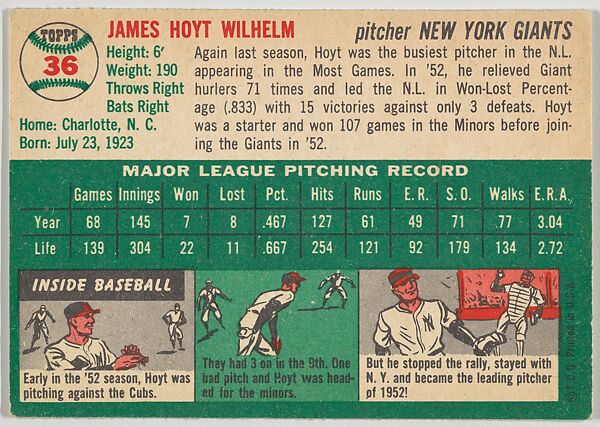 TOPPS
36
JAMES HOYT WILHELM pitcher NEW YORK GIANTS
Height: 6'
Weight: 190
Throws Right
Bats Right
Home: Charlotte, N. C.
Born: July 23, 1923
Again last season, Hoyt was the busiest pitcher in the N.L.
appearing in the Most Games. In '52, he relieved Giant
hurlers 71 times and led the N.L. in Won-Lost Percent-
age (.833) with 15 victories against only 3 defeats. Hoyt
was a starter and won 107 games in the Minors before join-
ing the Giants in '52.
MAJOR LEAGUE PITCHING RECORD
Games Innings Won Lost Pct. Hits Runs E.R. S.O. Walks E.R.A.
Year 68 145 7 8 .467 127 61 49 71 .77 3.04
Life 139 304 22 11 .667 254 121 92 179 134 2.72
INSIDE BASEBALL
Early in the '52 season, Hoyt was
pitching against the Cubs.
They had 3 on in the 9th. One
bad pitch and Hoyt was head-
ed for the minors.
But he stopped the rally, stayed with
N.Y. and became the leading pitcher
of 1952!
© T.C.G. Printed in U.S.A.